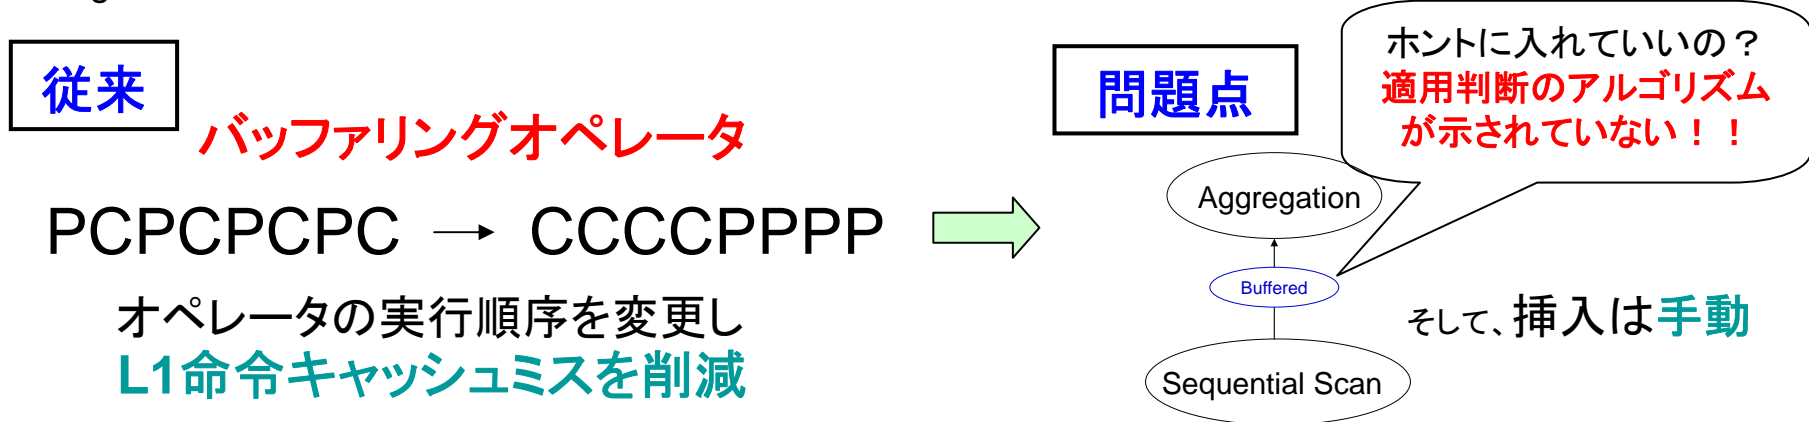 従来
バッファリングオペレータ
PCPCPCPC → CCCCPPPP
オペレータの実行順序を変更し
L1命令キャッシュミスを削減
問題点
ホントに入れていいの？
適用判断のアルゴリズム
が示されていない！！
Aggregation
Buffered
Sequential Scan
そして、挿入は手動